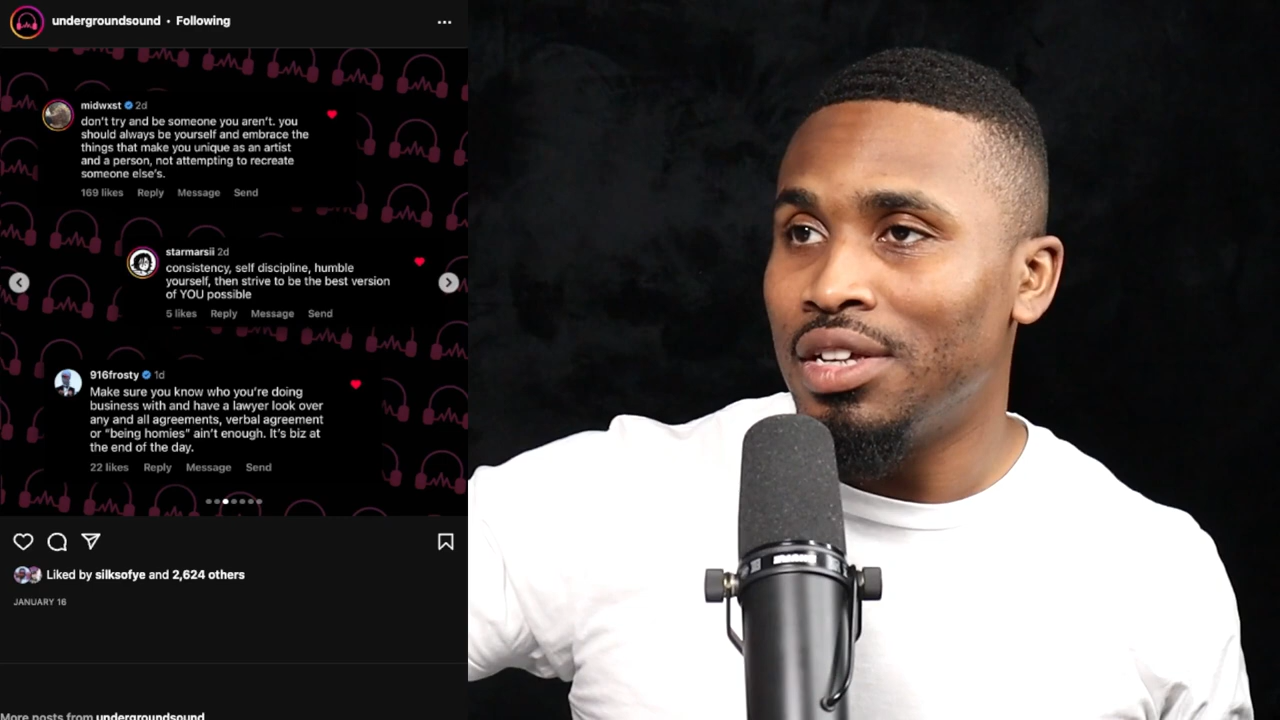 undergroundsound • Following
midwxst 2d
don't try and be someone you aren't. you
should always be yourself and embrace the
things that make you unique as an artist
and a person, not attempting to recreate
someone else's.
169 likes Reply Message Send
starmarsii 2d
consistency, self discipline, humble
yourself, then strive to be the best version
of YOU possible
5 likes Reply Message Send
916frosty 1d
Make sure you know who you're doing
business with and have a lawyer look over
any and all agreements, verbal agreement
or “being homies” ain't enough. It's biz at
the end of the day.
22 likes Reply Message Send
Liked by silksofye and 2,624 others
JANUARY 16
More posts from undergroundsound